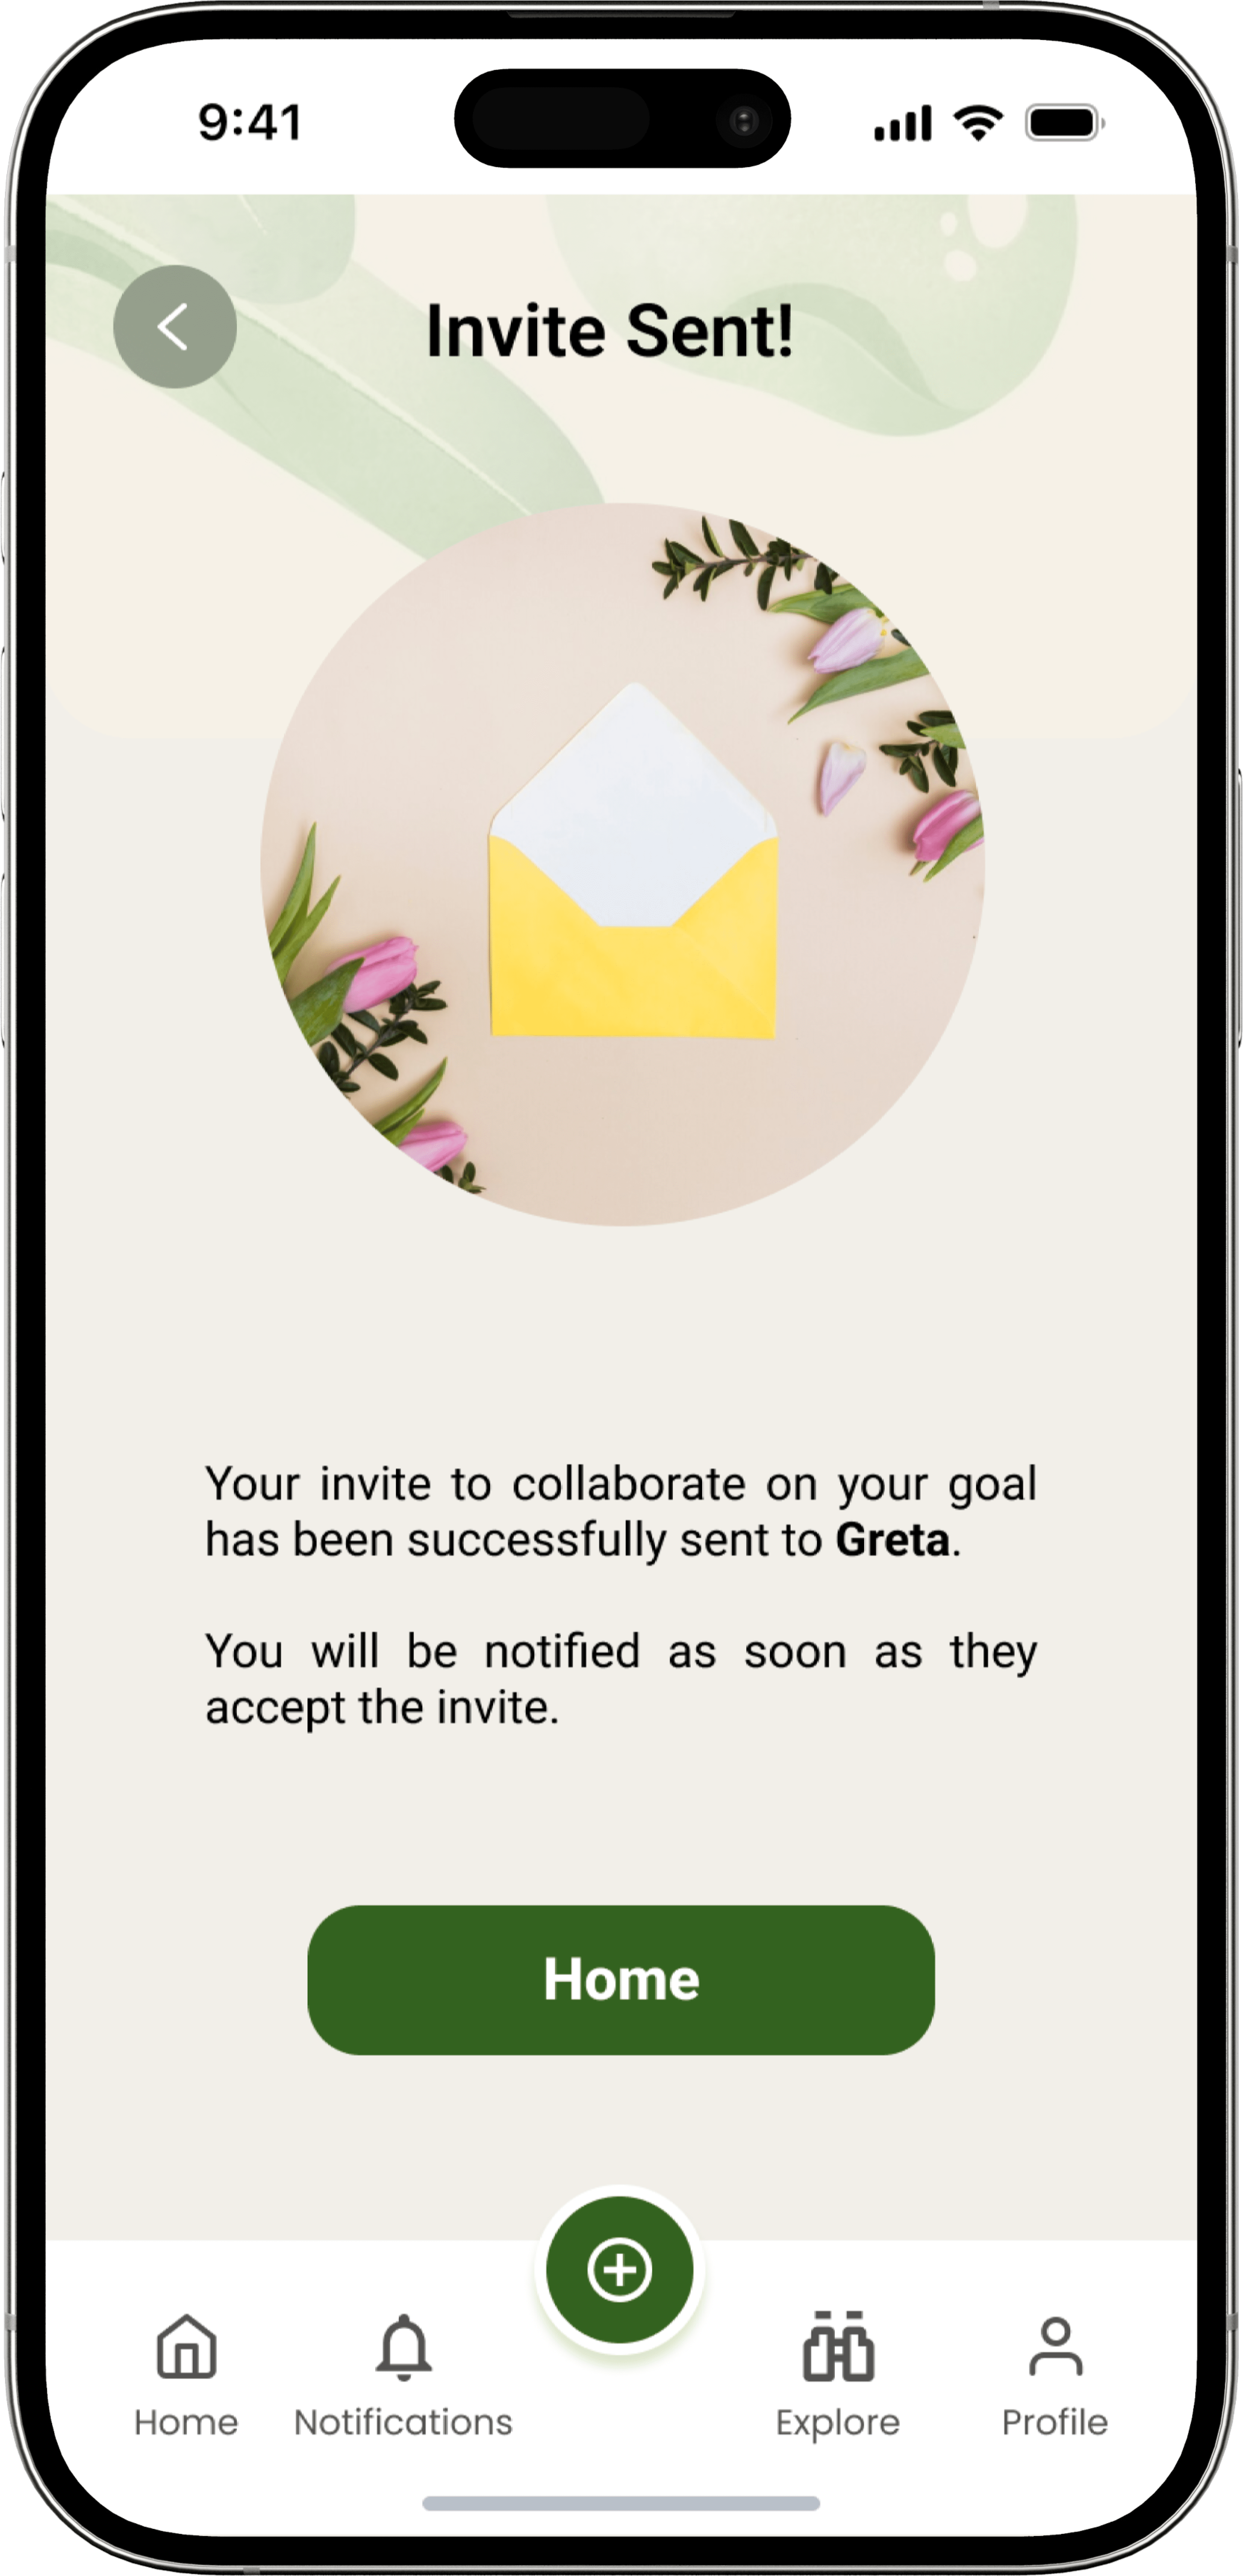 9:41
Invite Sent!
Your invite to collaborate on your goal
has been successfully sent to Greta.
You will be notified as soon as they
accept the invite.
Home
Home
Notifications
Explore
Profile